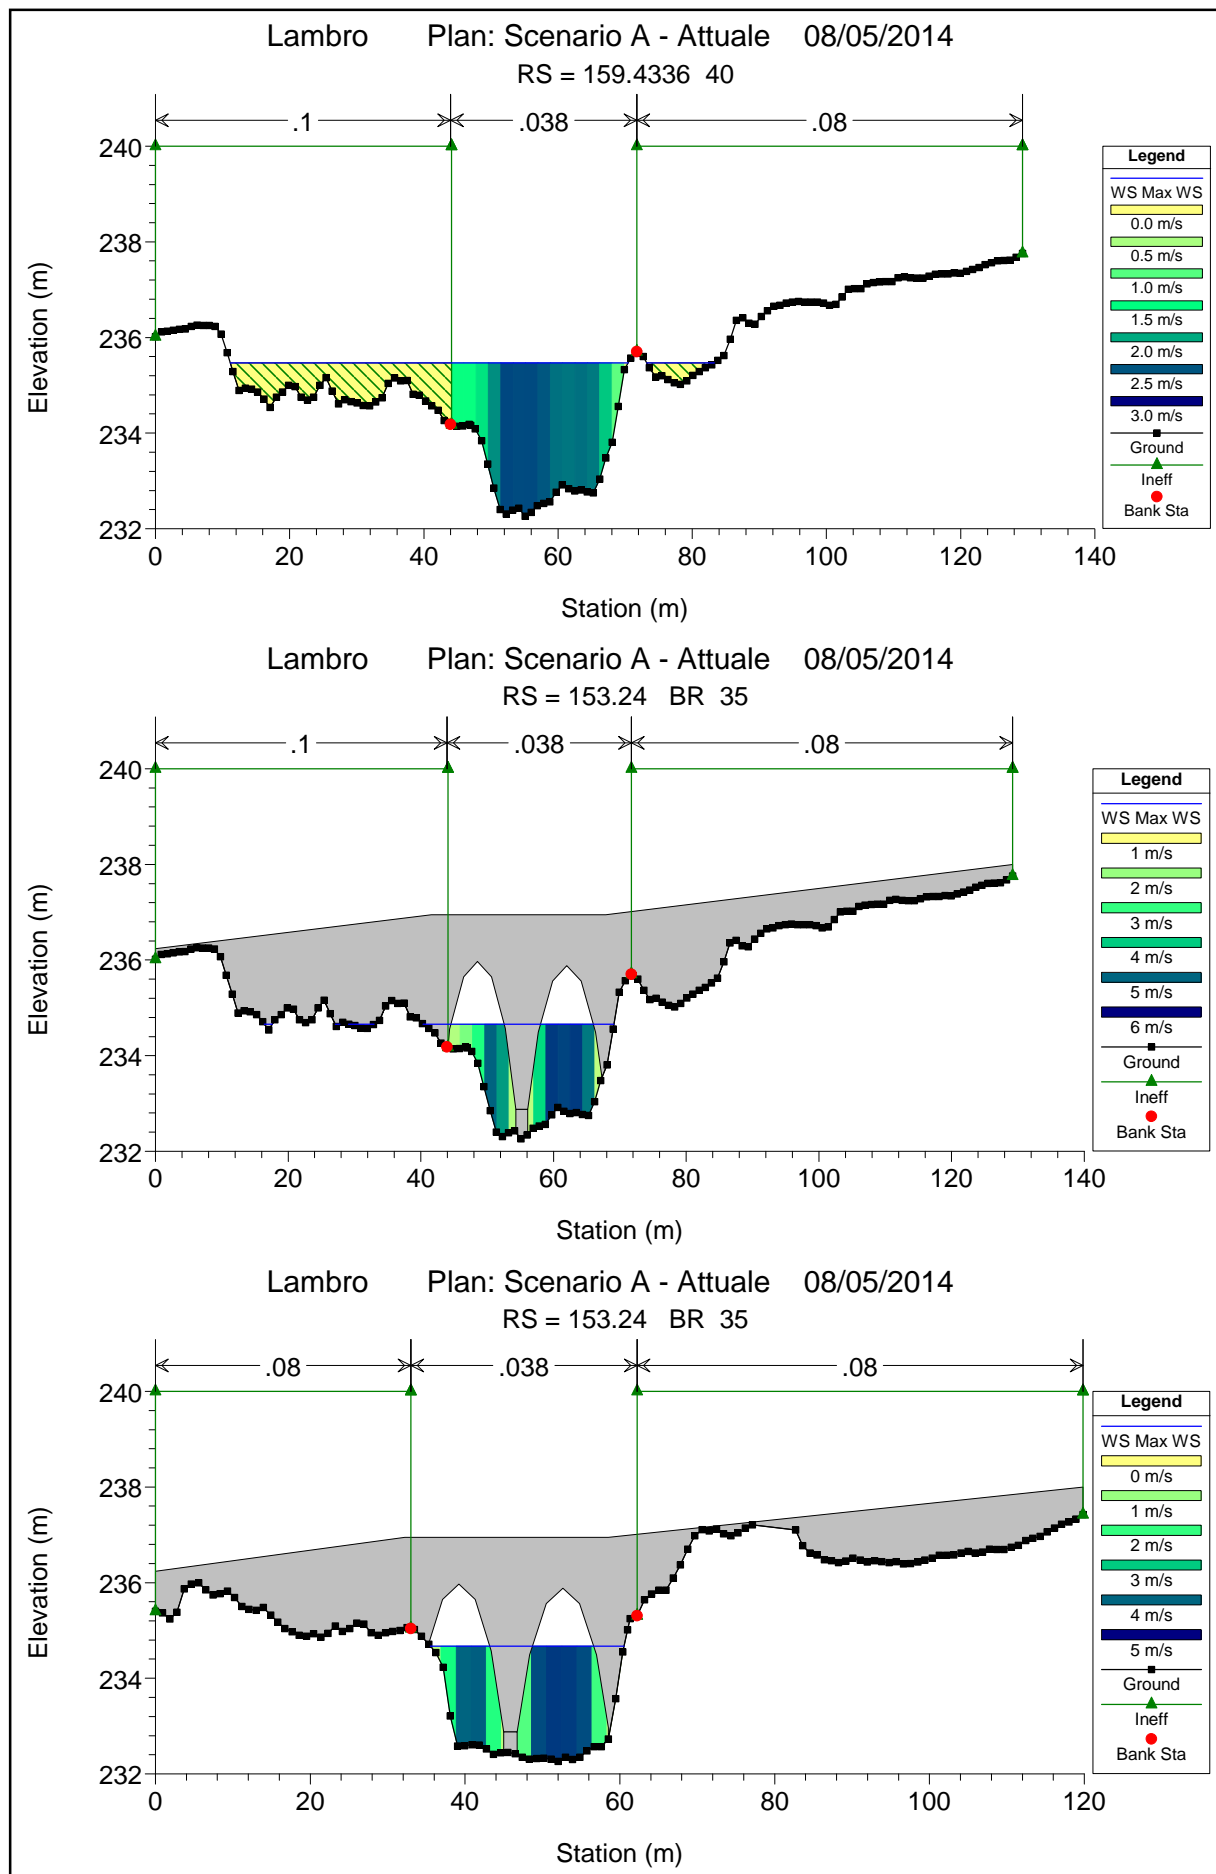 Lambro Plan: Scenario A - Attuale 08/05/2014
RS = 159.4336 40
.1 .038 .08
240
238
236
234
232
Elevation (m)
0 20 40 60 80 100 120 140
Station (m)
Legend
WS Max WS
0.0 m/s
0.5 m/s
1.0 m/s
1.5 m/s
2.0 m/s
2.5 m/s
3.0 m/s
Ground
Ineff
Bank Sta
Lambro Plan: Scenario A - Attuale 08/05/2014
RS = 153.24 BR 35
.1 .038 .08
240
238
236
234
232
Elevation (m)
0 20 40 60 80 100 120 140
Station (m)
Legend
WS Max WS
1 m/s
2 m/s
3 m/s
4 m/s
5 m/s
6 m/s
Ground
Ineff
Bank Sta
Lambro Plan: Scenario A - Attuale 08/05/2014
RS = 153.24 BR 35
.08 .038 .08
240
238
236
234
232
Elevation (m)
0 20 40 60 80 100 120
Station (m)
Legend
WS Max WS
0 m/s
1 m/s
2 m/s
3 m/s
4 m/s
5 m/s
Ground
Ineff
Bank Sta